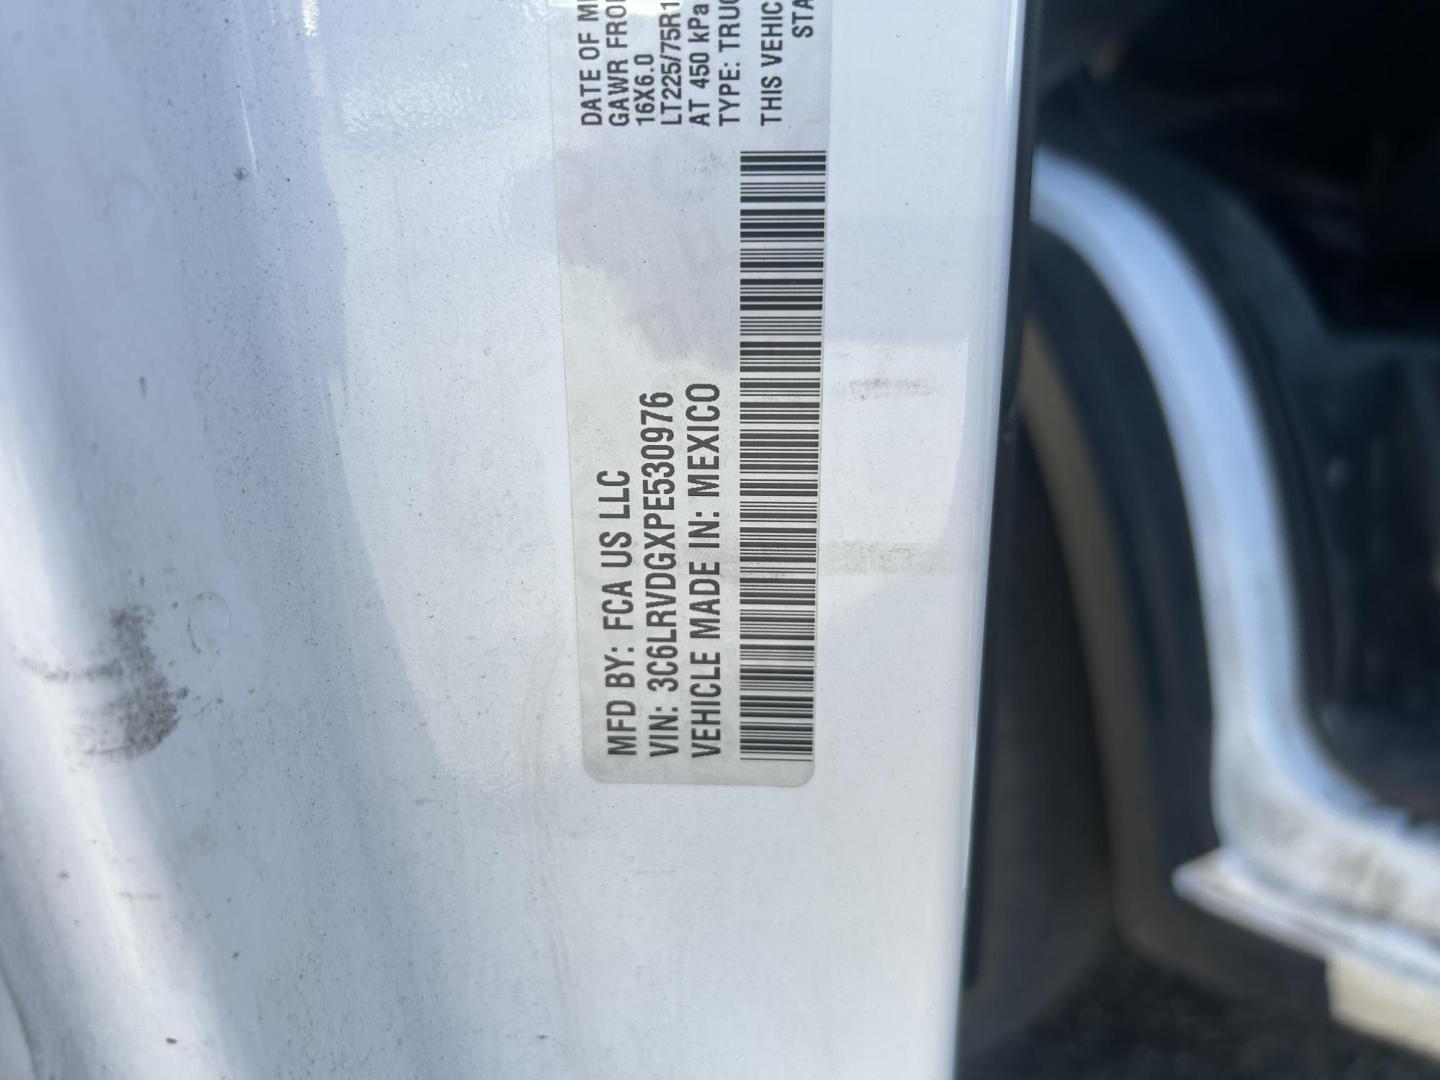 MFD BY: FCA US LLC
VIN: 3C6LRVDGXPE530976
VEHICLE MADE IN: MEXICO
DATE OF M
GAWR FRO
16X6.0
LT225/75R1
AT 450 kPa
TYPE: TRUC
THIS VEHIC
STA